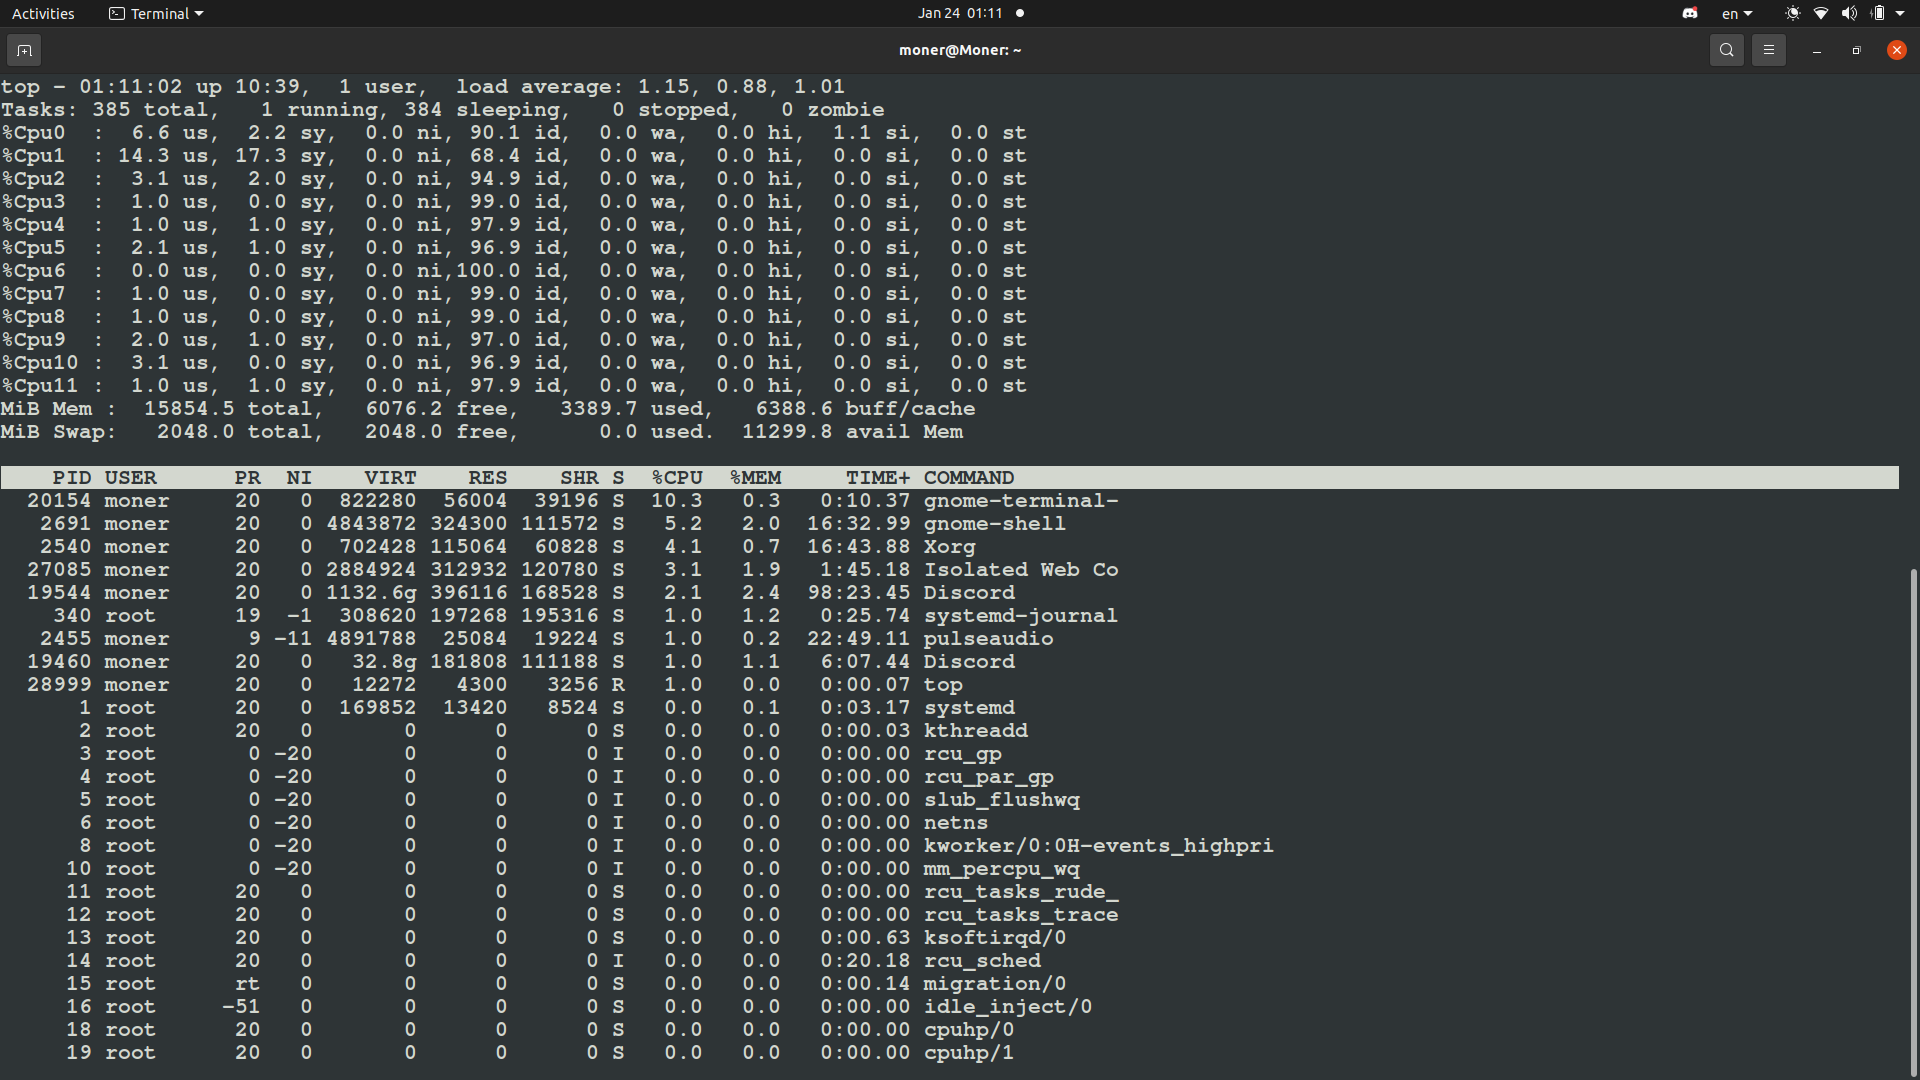 Activities Terminal Jan 24 01:11 en
moner@Moner: ~
top - 01:11:02 up 10:39,  1 user,  load average: 1.15, 0.88, 1.01
Tasks: 385 total,   1 running, 384 sleeping,   0 stopped,   0 zombie
%Cpu0  :  6.6 us,  2.2 sy,  0.0 ni, 90.1 id,  0.0 wa,  0.0 hi,  1.1 si,  0.0 st
%Cpu1  : 14.3 us, 17.3 sy,  0.0 ni, 68.4 id,  0.0 wa,  0.0 hi,  0.0 si,  0.0 st
%Cpu2  :  3.1 us,  2.0 sy,  0.0 ni, 94.9 id,  0.0 wa,  0.0 hi,  0.0 si,  0.0 st
%Cpu3  :  1.0 us,  0.0 sy,  0.0 ni, 99.0 id,  0.0 wa,  0.0 hi,  0.0 si,  0.0 st
%Cpu4  :  1.0 us,  1.0 sy,  0.0 ni, 97.9 id,  0.0 wa,  0.0 hi,  0.0 si,  0.0 st
%Cpu5  :  2.1 us,  1.0 sy,  0.0 ni, 96.9 id,  0.0 wa,  0.0 hi,  0.0 si,  0.0 st
%Cpu6  :  0.0 us,  0.0 sy,  0.0 ni,100.0 id,  0.0 wa,  0.0 hi,  0.0 si,  0.0 st
%Cpu7  :  1.0 us,  0.0 sy,  0.0 ni, 99.0 id,  0.0 wa,  0.0 hi,  0.0 si,  0.0 st
%Cpu8  :  1.0 us,  0.0 sy,  0.0 ni, 99.0 id,  0.0 wa,  0.0 hi,  0.0 si,  0.0 st
%Cpu9  :  2.0 us,  1.0 sy,  0.0 ni, 97.0 id,  0.0 wa,  0.0 hi,  0.0 si,  0.0 st
%Cpu10 :  3.1 us,  0.0 sy,  0.0 ni, 96.9 id,  0.0 wa,  0.0 hi,  0.0 si,  0.0 st
%Cpu11 :  1.0 us,  1.0 sy,  0.0 ni, 97.9 id,  0.0 wa,  0.0 hi,  0.0 si,  0.0 st
MiB Mem :  15854.5 total,   6076.2 free,   3389.7 used,   6388.6 buff/cache
MiB Swap:   2048.0 total,   2048.0 free,      0.0 used.  11299.8 avail Mem
PID USER      PR  NI    VIRT    RES    SHR S  %CPU  %MEM     TIME+ COMMAND
20154 moner     20   0  822280  56004  39196 S  10.3   0.3   0:10.37 gnome-terminal-
2691 moner     20   0 4843872 324300 111572 S   5.2   2.0  16:32.99 gnome-shell
2540 moner     20   0  702428 115064  60828 S   4.1   0.7  16:43.88 Xorg
27085 moner     20   0 2884924 312932 120780 S   3.1   1.9   1:45.18 Isolated Web Co
19544 moner     20   0 1132.6g 396116 168528 S   2.1   2.4  98:23.45 Discord
340 root      19  -1  308620 197268 195316 S   1.0   1.2   0:25.74 systemd-journal
2455 moner      9 -11 4891788  25084  19224 S   1.0   0.2  22:49.11 pulseaudio
19460 moner     20   0   32.8g 181808 111188 S   1.0   1.1   6:07.44 Discord
28999 moner     20   0   12272   4300   3256 R   1.0   0.0   0:00.07 top
1 root      20   0  169852  13420   8524 S   0.0   0.1   0:03.17 systemd
2 root      20   0       0      0      0 S   0.0   0.0   0:00.03 kthreadd
3 root       0 -20       0      0      0 I   0.0   0.0   0:00.00 rcu_gp
4 root       0 -20       0      0      0 I   0.0   0.0   0:00.00 rcu_par_gp
5 root       0 -20       0      0      0 I   0.0   0.0   0:00.00 slub_flushwq
6 root       0 -20       0      0      0 I   0.0   0.0   0:00.00 netns
8 root       0 -20       0      0      0 I   0.0   0.0   0:00.00 kworker/0:0H-events_highpri
10 root       0 -20       0      0      0 I   0.0   0.0   0:00.00 mm_percpu_wq
11 root      20   0       0      0      0 S   0.0   0.0   0:00.00 rcu_tasks_rude_
12 root      20   0       0      0      0 S   0.0   0.0   0:00.00 rcu_tasks_trace
13 root      20   0       0      0      0 S   0.0   0.0   0:00.63 ksoftirqd/0
14 root      20   0       0      0      0 I   0.0   0.0   0:20.18 rcu_sched
15 root      rt   0       0      0      0 S   0.0   0.0   0:00.14 migration/0
16 root     -51   0       0      0      0 S   0.0   0.0   0:00.00 idle_inject/0
18 root      20   0       0      0      0 S   0.0   0.0   0:00.00 cpuhp/0
19 root      20   0       0      0      0 S   0.0   0.0   0:00.00 cpuhp/1